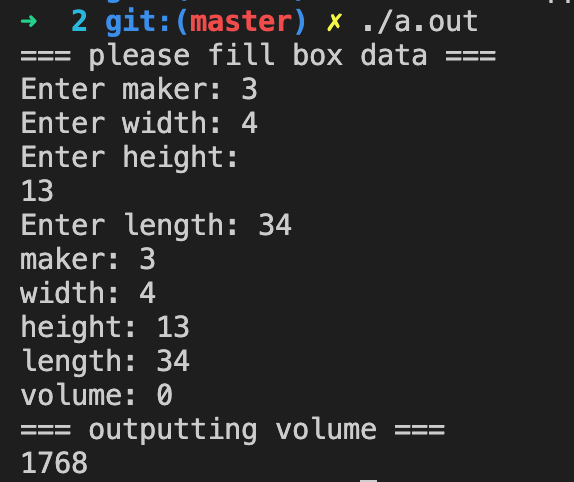 ➜ 2 git:(master) ✗ ./a.out
=== please fill box data ===
Enter maker: 3
Enter width: 4
Enter height:
13
Enter length: 34
maker: 3
width: 4
height: 13
length: 34
volume: 0
=== outputting volume ===
1768